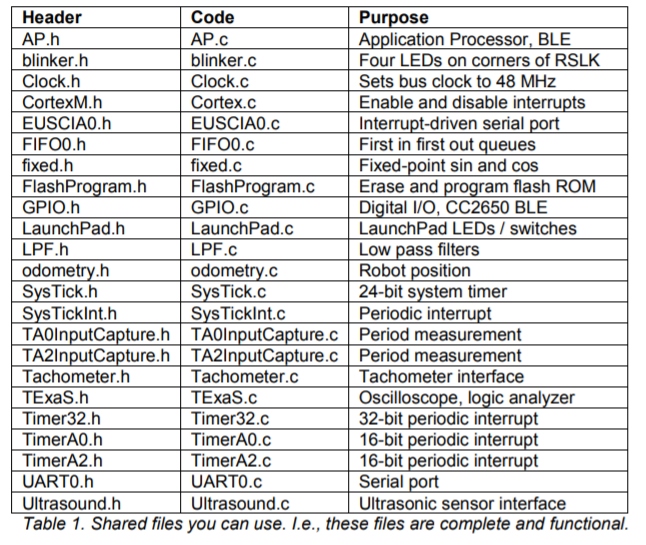 Header Code Purpose
AP.h AP.c Application Processor, BLE
blinker.h blinker.c Four LEDs on corners of RSLK
Clock.h Clock.c Sets bus clock to 48 MHz
CortexM.h Cortex.c Enable and disable interrupts
EUSCIA0.h EUSCIA0.c Interrupt-driven serial port
FIFO0.h FIFO0.c First in first out queues
fixed.h fixed.c Fixed-point sin and cos
FlashProgram.h FlashProgram.c Erase and program flash ROM
GPIO.h GPIO.c Digital I/O, CC2650 BLE
LaunchPad.h LaunchPad.c LaunchPad LEDs / switches
LPF.h LPF.c Low pass filters
odometry.h odometry.c Robot position
SysTick.h SysTick.c 24-bit system timer
SysTickInt.h SysTickInt.c Periodic interrupt
TA0InputCapture.h TA0InputCapture.c Period measurement
TA2InputCapture.h TA2InputCapture.c Period measurement
Tachometer.h Tachometer.c Tachometer interface
TExaS.h TExaS.c Oscilloscope, logic analyzer
Timer32.h Timer32.c 32-bit periodic interrupt
TimerA0.h TimerA0.c 16-bit periodic interrupt
TimerA2.h TimerA2.c 16-bit periodic interrupt
UART0.h UART0.c Serial port
Ultrasound.h Ultrasound.c Ultrasonic sensor interface
Table 1. Shared files you can use. I.e., these files are complete and functional.